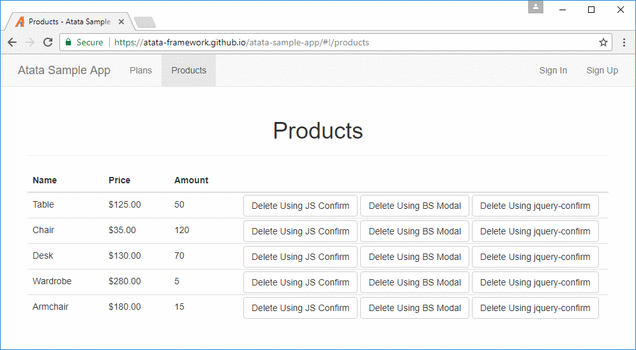 Products - Atata Sample
Secure https://atata-framework.github.io/atata-sample-app/#!/products
Atata Sample App Plans Products Sign In Sign Up
Products
Name Price Amount
Table $125.00 50 Delete Using JS Confirm Delete Using BS Modal Delete Using jquery-confirm
Chair $35.00 120 Delete Using JS Confirm Delete Using BS Modal Delete Using jquery-confirm
Desk $130.00 70 Delete Using JS Confirm Delete Using BS Modal Delete Using jquery-confirm
Wardrobe $280.00 5 Delete Using JS Confirm Delete Using BS Modal Delete Using jquery-confirm
Armchair $180.00 15 Delete Using JS Confirm Delete Using BS Modal Delete Using jquery-confirm